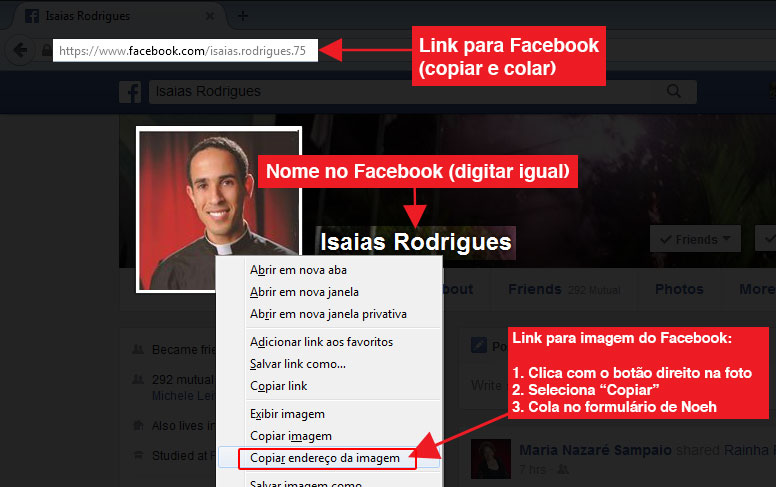 Isaias Rodrigues
https://www.facebook.com/isaias.rodrigues.75
Link para Facebook
(copiar e colar)
Isaias Rodrigues
Nome no Facebook (digitar igual)
Isaias Rodrigues
Friends
bout
Friends 292 Mutual
Photos
More
Abrir em nova aba
Abrir em nova janela
Abrir em nova janela privativa
Adicionar link aos favoritos
Salvar link como...
Copiar link
Exibir imagem
Copiar imagem
Copiar endereço da imagem
Salvar imagem como
Became frie
292 mutual
Michele Lei
Also lives i
Studied at F
Link para imagem do Facebook:
1. Clica com o botão direito na foto
2. Seleciona “Copiar”
3. Cola no formulário de Noeh
Po
Write
Maria Nazaré Sampaio shared Rainha F
7 hrs